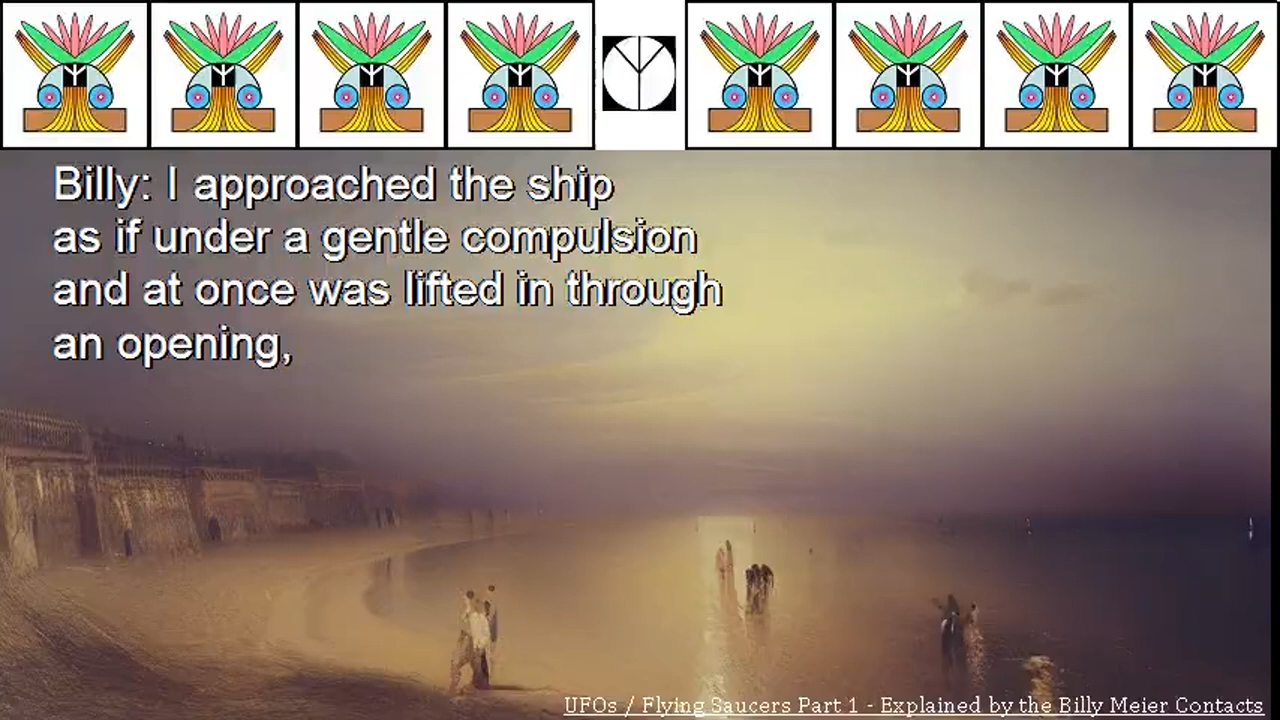 Billy: I approached the ship
as if under a gentle compulsion
and at once was lifted in through
an opening,
UFOs / Flying Saucers Part 1 - Explained by the Billy Meier Contacts